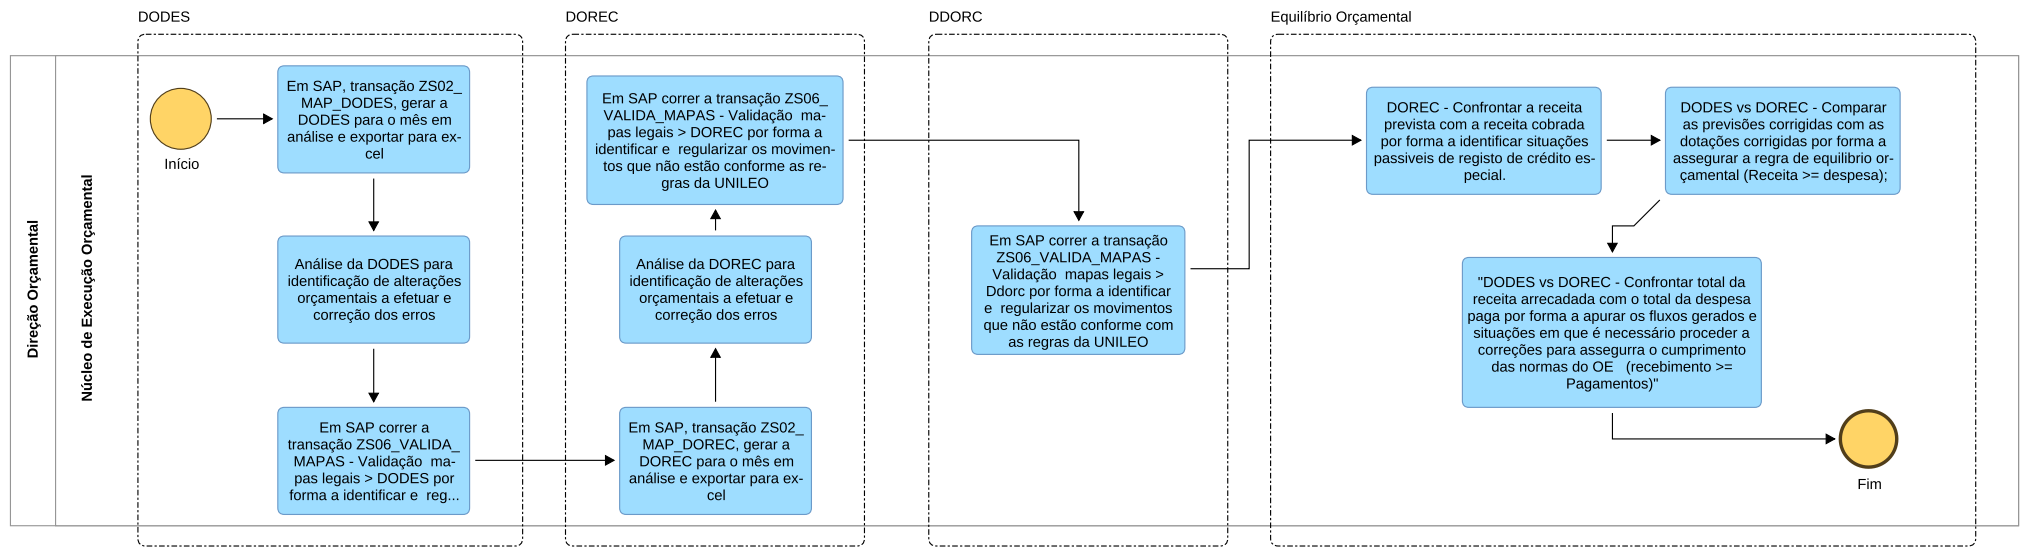 DODES
DOREC
DDORC
Equilíbrio Orçamental
Direção Orçamental
Núcleo de Execução Orçamental
Início
Em SAP, transação ZS02_
MAP_DODES, gerar a
DODES para o mês em
análise e exportar para ex-
cel
Análise da DODES para
identificação de alterações
orçamentais a efetuar e
correção dos erros
Em SAP correr a
transação ZS06_VALIDA_
MAPAS - Validação  ma-
pas legais > DODES por
forma a identificar e  reg...
Em SAP, transação ZS02_
MAP_DOREC, gerar a
DOREC para o mês em
análise e exportar para ex-
cel
Análise da DOREC para
identificação de alterações
orçamentais a efetuar e
correção dos erros
Em SAP correr a transação ZS06_
VALIDA_MAPAS - Validação  ma-
pas legais > DOREC por forma a
identificar e  regularizar os movimen-
tos que não estão conforme as re-
gras da UNILEO
Em SAP correr a transação
ZS06_VALIDA_MAPAS -
Validação  mapas legais >
Ddorc por forma a identificar
e  regularizar os movimentos
que não estão conforme com
as regras da UNILEO
DOREC - Confrontar a receita
prevista com a receita cobrada
por forma a identificar situações
passiveis de registo de crédito es-
pecial.
DODES vs DOREC - Comparar
as previsões corrigidas com as
dotações corrigidas por forma a
assegurar a regra de equilibrio or-
çamental (Receita >= despesa);
"DODES vs DOREC - Confrontar total da
receita arrecadada com o total da despesa
paga por forma a apurar os fluxos gerados e
situações em que é necessário proceder a
correções para assegurra o cumprimento
das normas do OE   (recebimento >=
Pagamentos)"
Fim